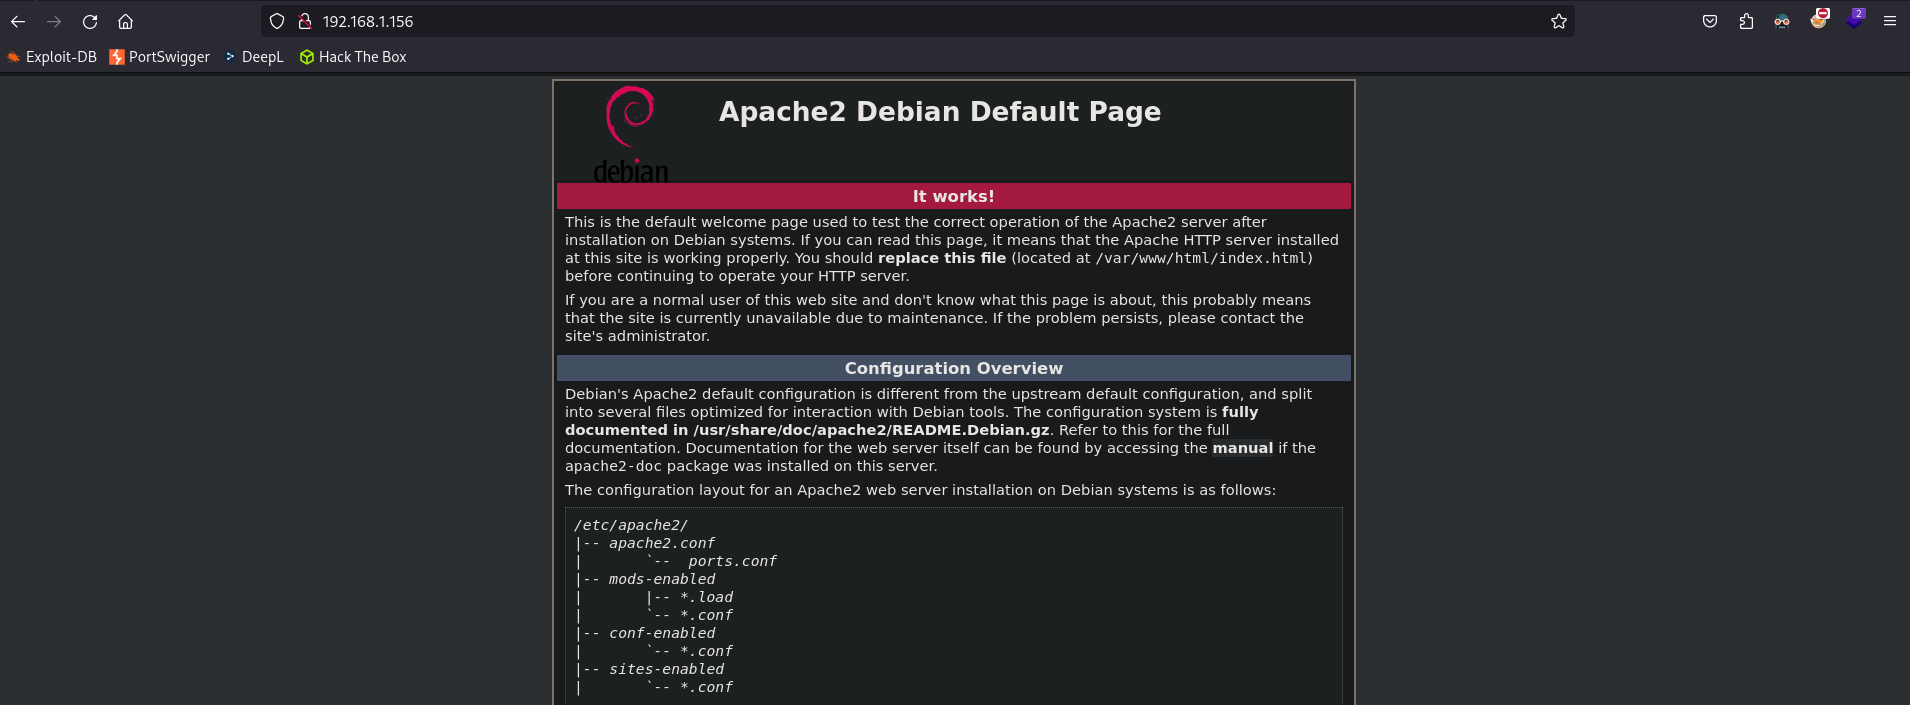 192.168.1.156
2
Exploit-DB PortSwigger DeepL Hack The Box
debian
Apache2 Debian Default Page
It works!
This is the default welcome page used to test the correct operation of the Apache2 server after
installation on Debian systems. If you can read this page, it means that the Apache HTTP server installed
at this site is working properly. You should replace this file (located at /var/www/html/index.html)
before continuing to operate your HTTP server.
If you are a normal user of this web site and don't know what this page is about, this probably means
that the site is currently unavailable due to maintenance. If the problem persists, please contact the
site's administrator.
Configuration Overview
Debian's Apache2 default configuration is different from the upstream default configuration, and split
into several files optimized for interaction with Debian tools. The configuration system is fully
documented in /usr/share/doc/apache2/README.Debian.gz. Refer to this for the full
documentation. Documentation for the web server itself can be found by accessing the manual if the
apache2-doc package was installed on this server.
The configuration layout for an Apache2 web server installation on Debian systems is as follows:
/etc/apache2/
|-- apache2.conf
|       `--  ports.conf
|-- mods-enabled
|       |-- *.load
|       `-- *.conf
|-- conf-enabled
|       `-- *.conf
|-- sites-enabled
|       `-- *.conf